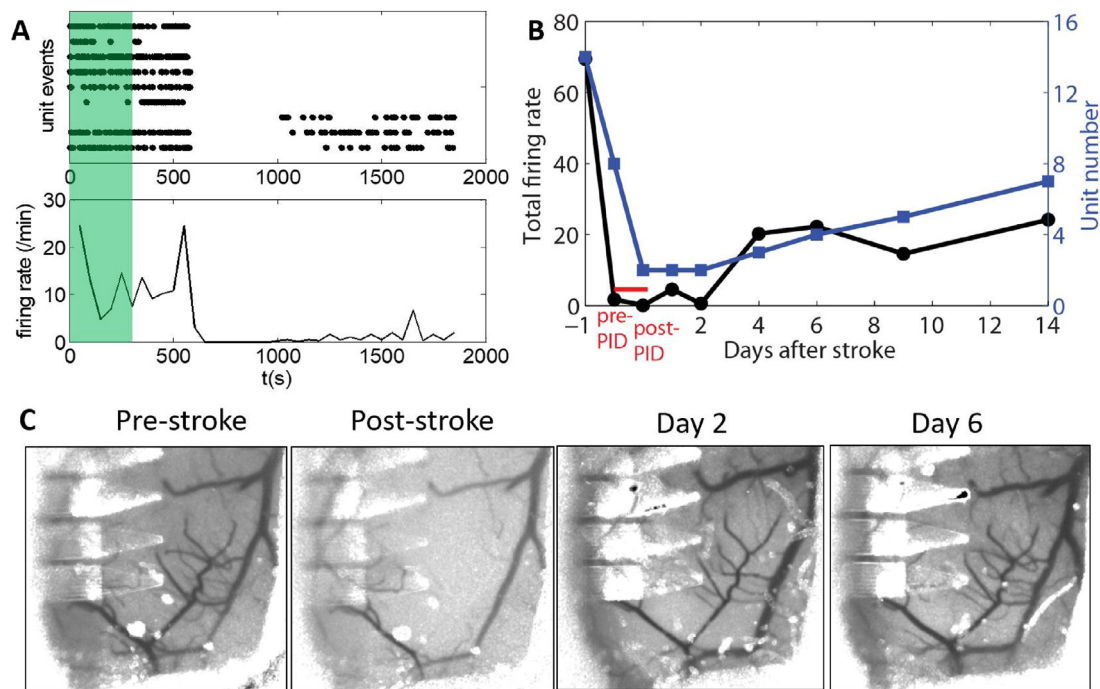 A
unit events
0 500 1000 1500 2000
firing rate (/min)
30
20
10
0
0 500 1000 1500 2000
t(s)
B
Total firing rate
80
60
40
20
0
16
12
8
4
0
Unit number
−1 2 4 6 8 10 12 14
pre-
PID
post-
PID
Days after stroke
C
Pre-stroke
Post-stroke
Day 2
Day 6